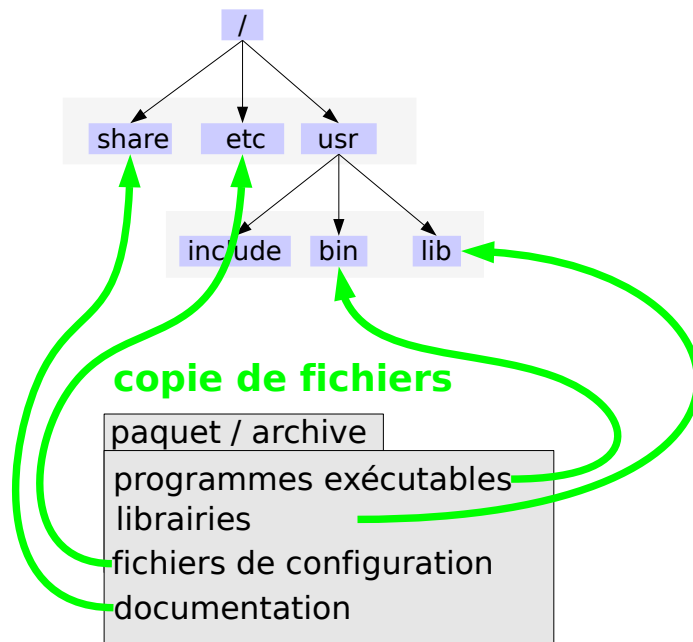 /
share etc usr
include bin lib
copie de fichiers
paquet / archive
programmes exécutables
librairies
fichiers de configuration
documentation